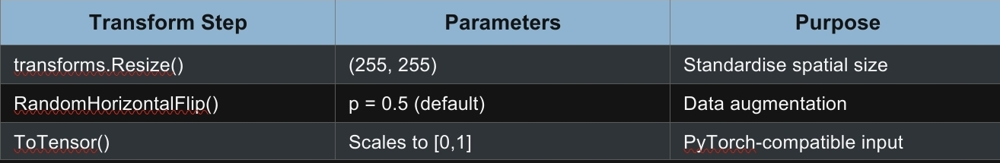 Transform Step Parameters Purpose
transforms.Resize() (255, 255) Standardise spatial size
RandomHorizontalFlip() p = 0.5 (default) Data augmentation
ToTensor() Scales to [0,1] PyTorch-compatible input